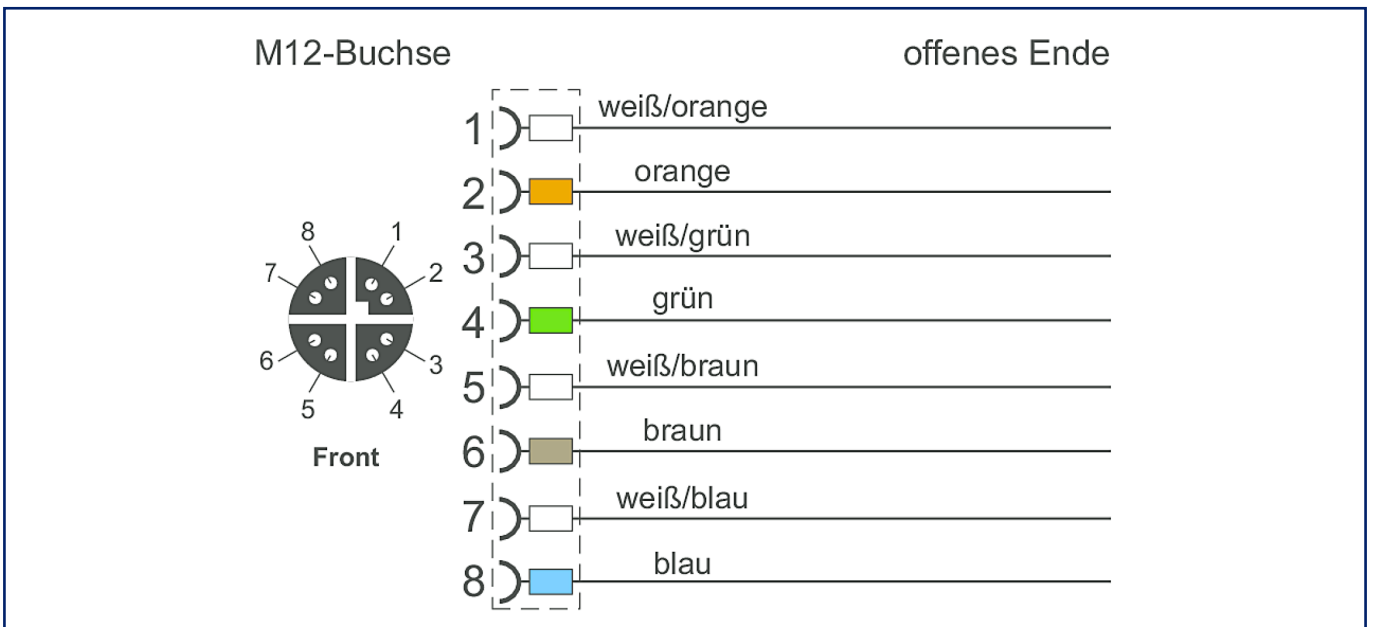 M12-Buchse offenes Ende
1 weiß/orange
2 orange
3 weiß/grün
4 grün
5 weiß/braun
6 braun
7 weiß/blau
8 blau
8 1
7 2
6 3
5 4
Front